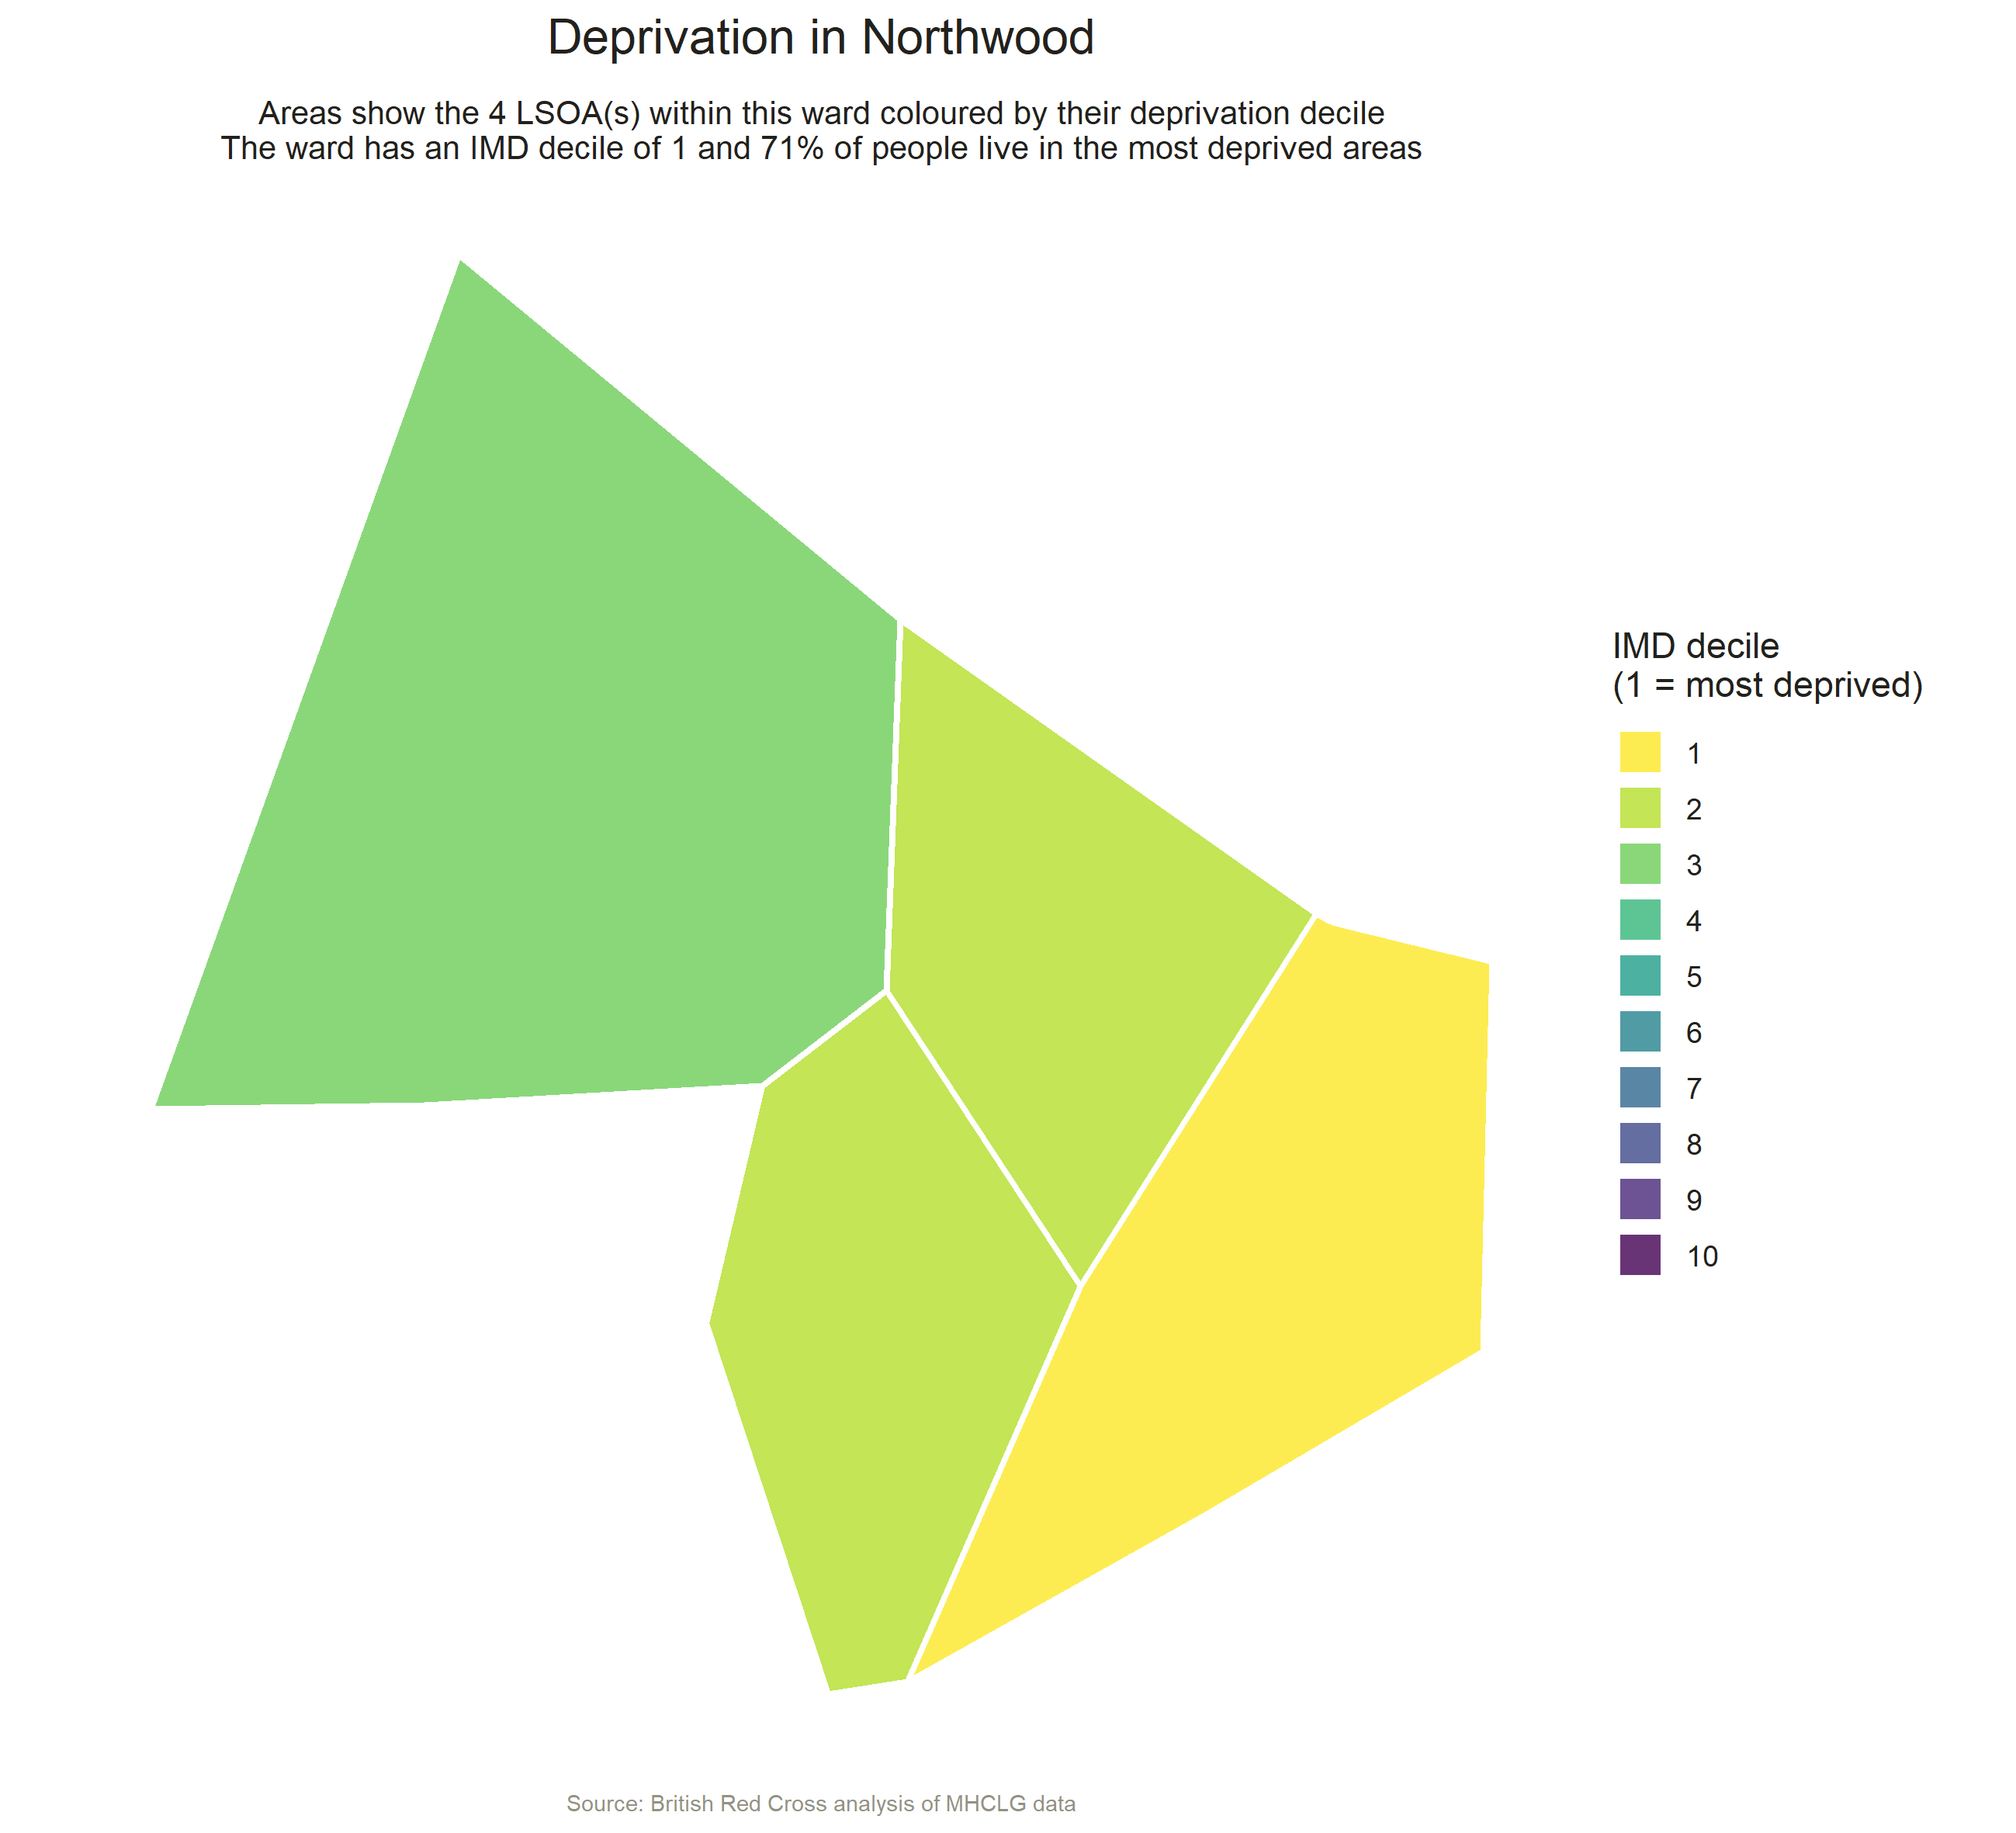 Deprivation in Northwood
Areas show the 4 LSOA(s) within this ward coloured by their deprivation decile
The ward has an IMD decile of 1 and 71% of people live in the most deprived areas
IMD decile
(1 = most deprived)
1
2
3
4
5
6
7
8
9
10
Source: British Red Cross analysis of MHCLG data